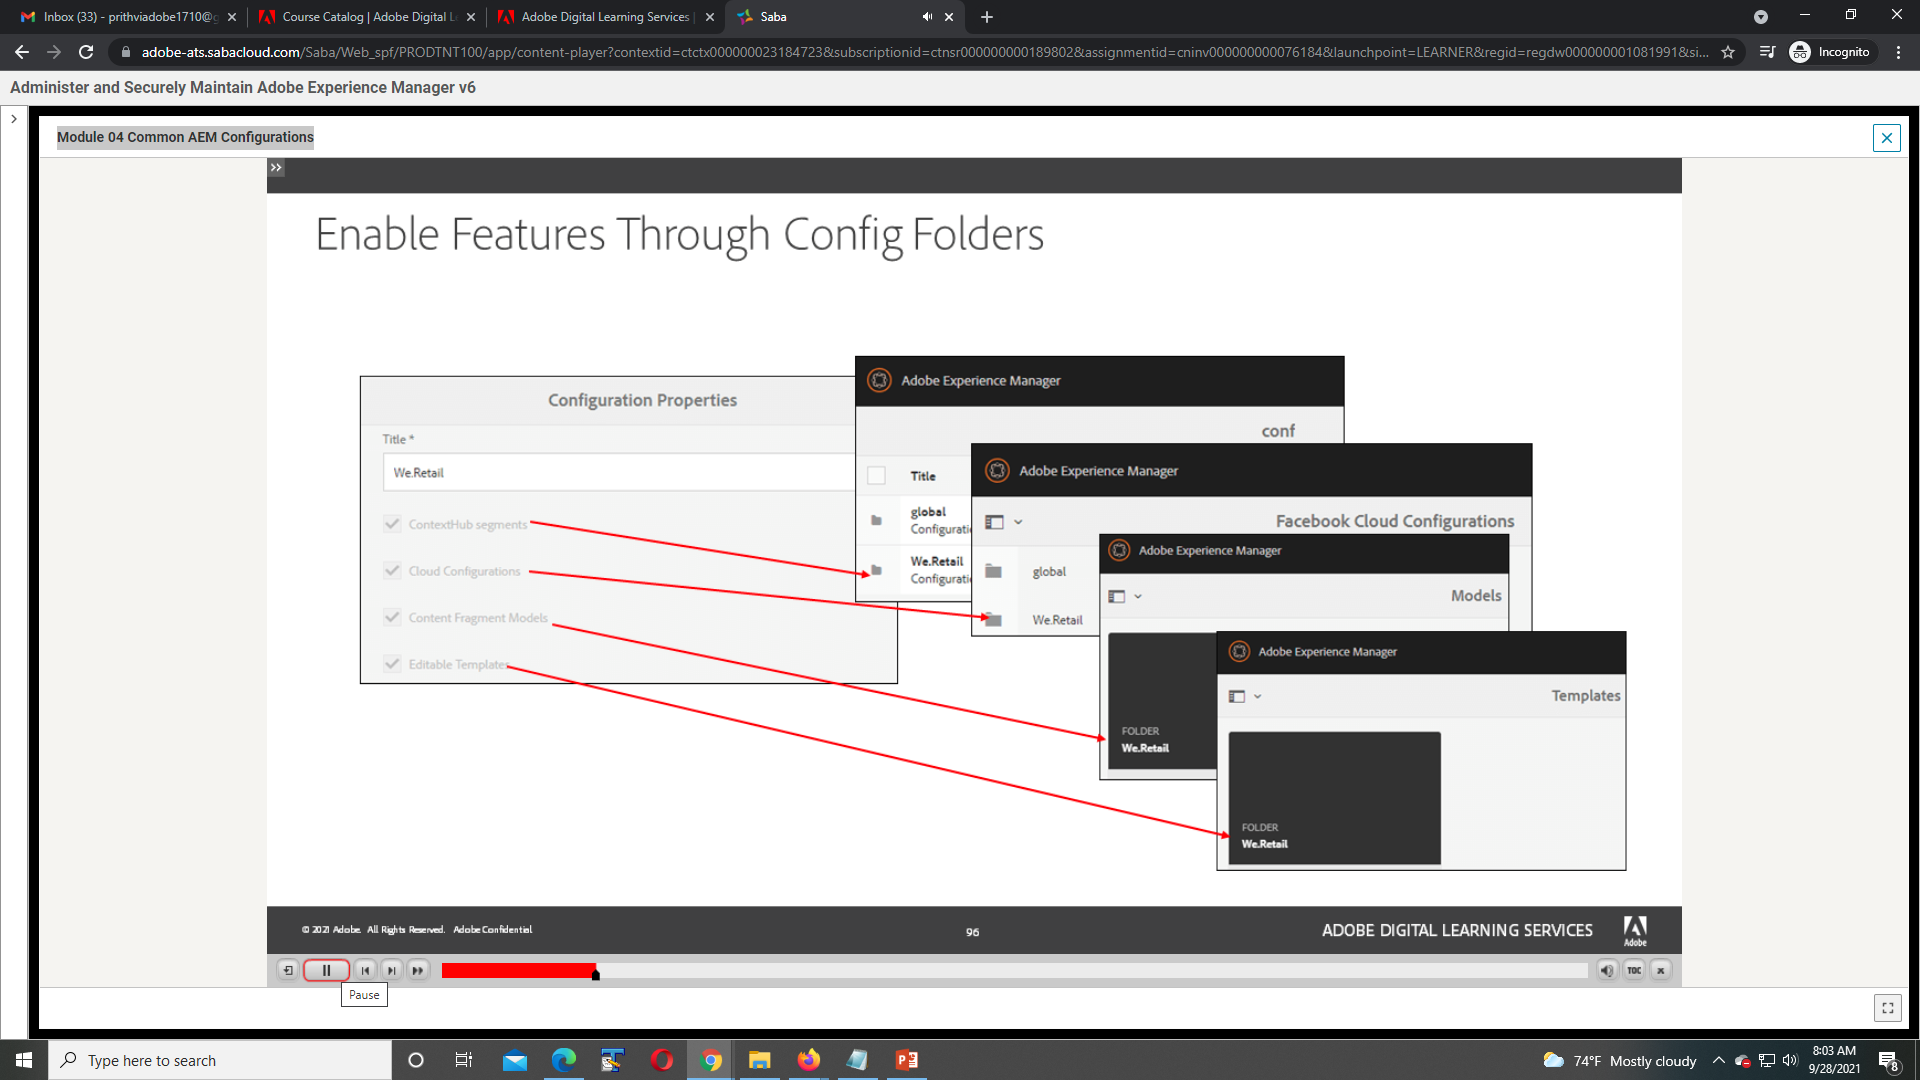 Inbox (33) - prithviadobe1710@g
Course Catalog | Adobe Digital L
Adobe Digital Learning Services |
Saba
adobe-ats.sabacloud.com/Saba/Web_spf/PRODTNT100/app/content-player?contextid=ctctx000000023184723&subscriptionid=ctnsr000000000189802&assignmentid=cninv000000000076184&launchpoint=LEARNER&regid=regdw000000001081991&si...
Incognito
Administer and Securely Maintain Adobe Experience Manager v6
Module 04 Common AEM Configurations
Enable Features Through Config Folders
Configuration Properties
Title *
We.Retail
ContextHub segments
Cloud Configurations
Content Fragment Models
Editable Templates
Adobe Experience Manager
conf
Title
global
Configuratio
We.Retail
Configuratio
Adobe Experience Manager
Facebook Cloud Configurations
global
We.Retail
Adobe Experience Manager
Models
FOLDER
We.Retail
Adobe Experience Manager
Templates
FOLDER
We.Retail
© 2021 Adobe. All Rights Reserved. Adobe Confidential
96
ADOBE DIGITAL LEARNING SERVICES
Adobe
TOC
Pause
Type here to search
74°F Mostly cloudy
8:03 AM
9/28/2021
8